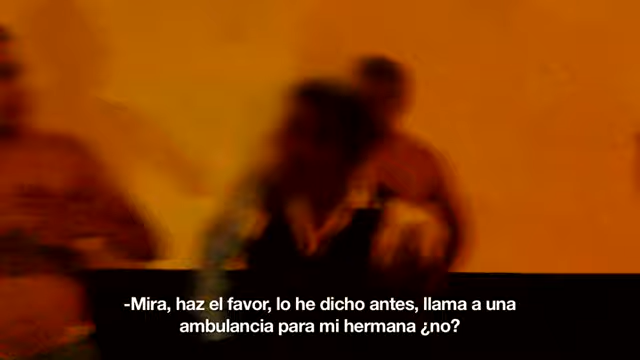 -Mira, haz el favor, lo he dicho antes, llama a una
ambulancia para mi hermana ¿no?